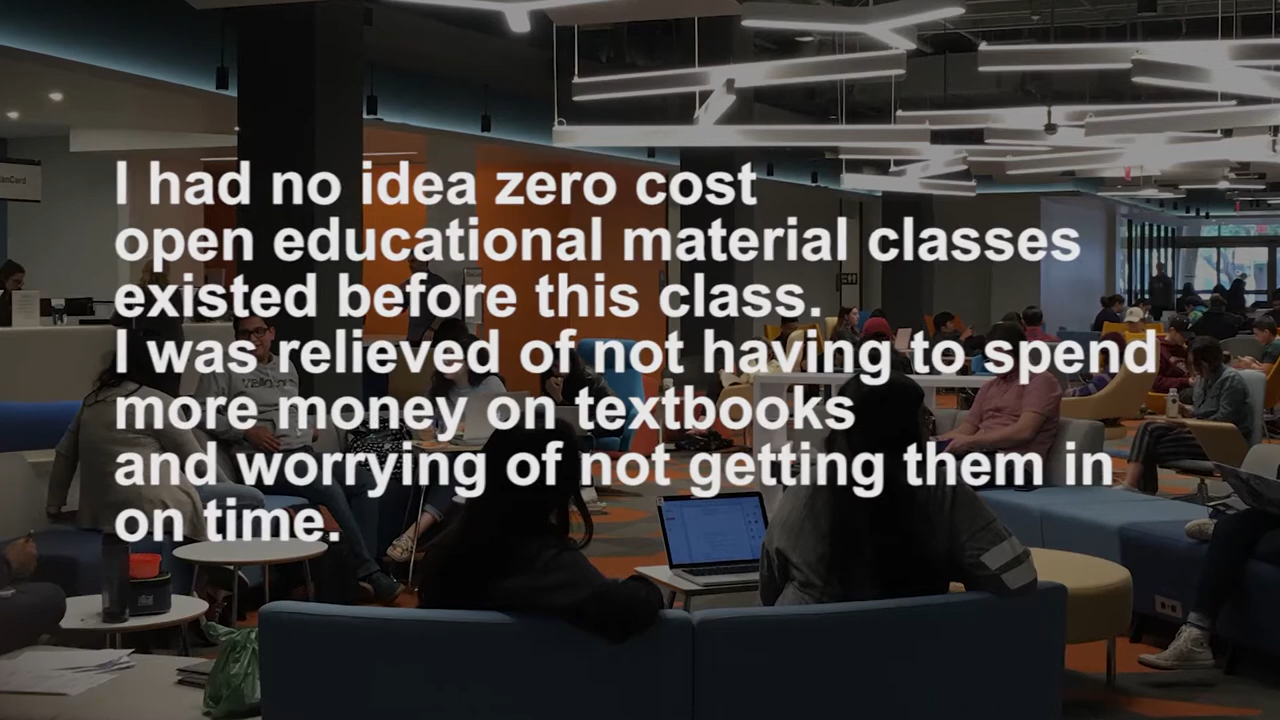 I had no idea zero cost
open educational material classes
existed before this class.
I was relieved of not having to spend
more money on textbooks
and worrying of not getting them in
on time.